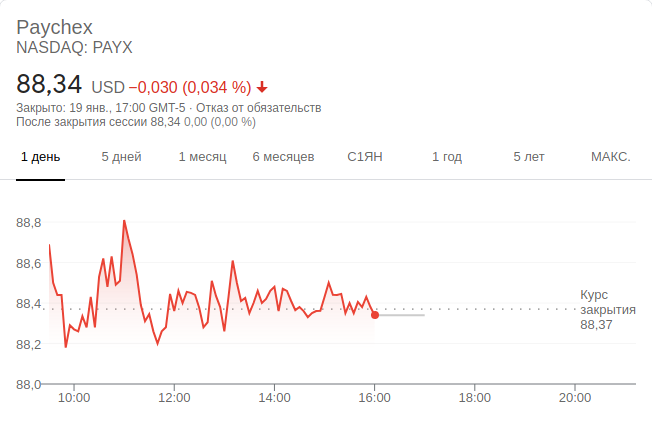 Paychex
NASDAQ: PAYX
88,34 USD −0,030 (0,034 %)
Закрыто: 19 янв., 17:00 GMT-5 · Отказ от обязательств
После закрытия сессии 88,34 0,00 (0,00 %)
1 день 5 дней 1 месяц 6 месяцев С1ЯН 1 год 5 лет МАКС.
88,8
88,6
88,4
88,2
88,0
Курс
закрытия
88,37
10:00 12:00 14:00 16:00 18:00 20:00